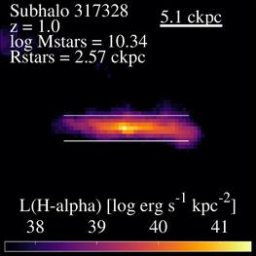 Subhalo 317328
5.1 ckpc
z = 1.0
log Mstars = 10.34
Rstars = 2.57 ckpc
L(H-alpha) [log erg s⁻¹ kpc⁻²]
38 39 40 41